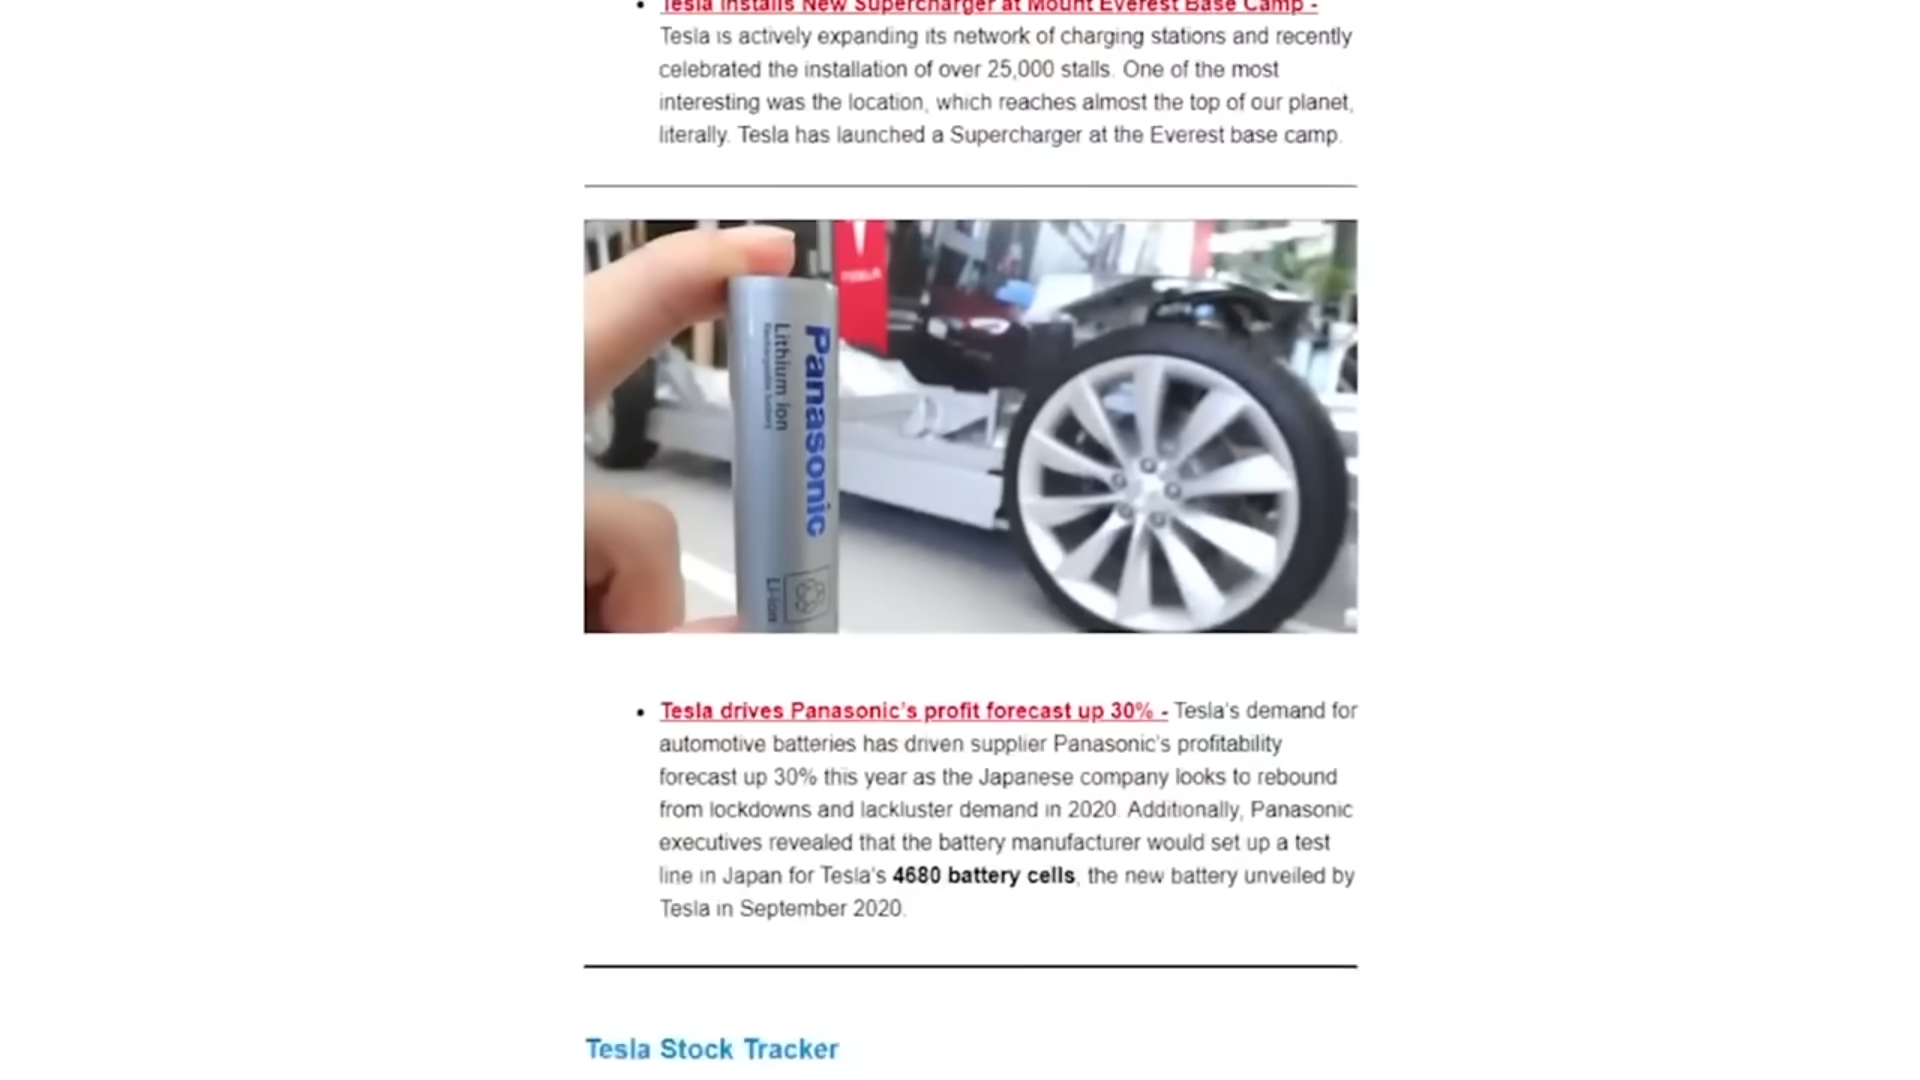 Tesla Installs New Supercharger at Mount Everest Base Camp -
Tesla is actively expanding its network of charging stations and recently
celebrated the installation of over 25,000 stalls. One of the most
interesting was the location, which reaches almost the top of our planet,
literally. Tesla has launched a Supercharger at the Everest base camp.
TESLA
Panasonic
Lithium Ion
Li-ion
Tesla drives Panasonic's profit forecast up 30% - Tesla's demand for
automotive batteries has driven supplier Panasonic's profitability
forecast up 30% this year as the Japanese company looks to rebound
from lockdowns and lackluster demand in 2020. Additionally, Panasonic
executives revealed that the battery manufacturer would set up a test
line in Japan for Tesla's 4680 battery cells, the new battery unveiled by
Tesla in September 2020.
Tesla Stock Tracker